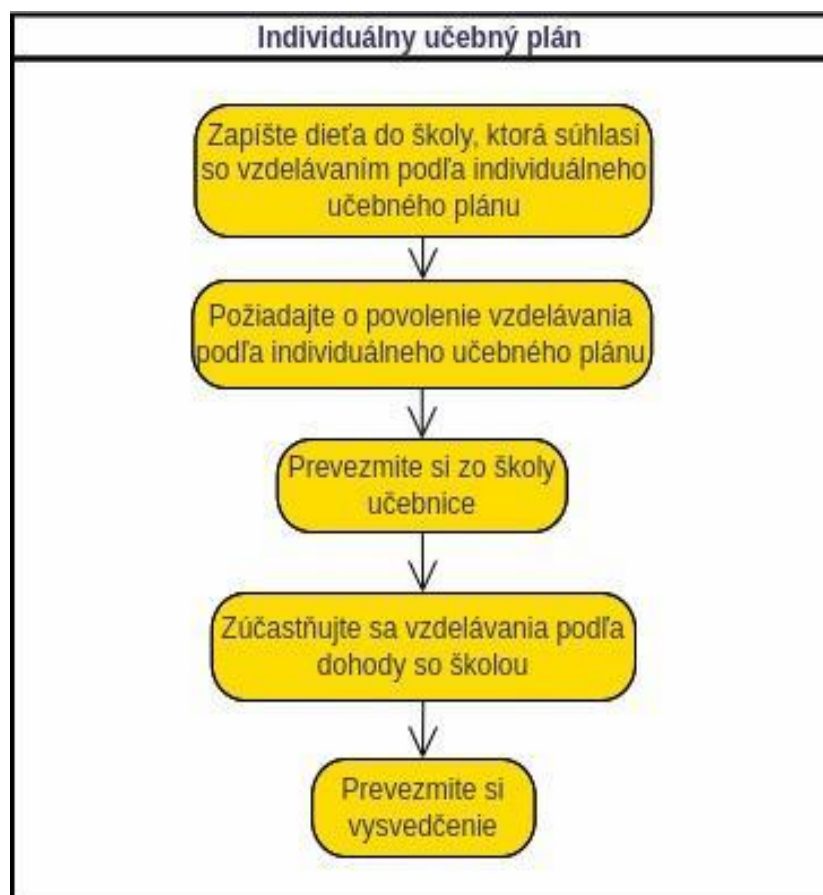 Individuálny učebný plán
Zapíšte dieťa do školy, ktorá súhlasí
so vzdelávaním podľa individuálneho
učebného plánu
Požiadajte o povolenie vzdelávania
podľa individuálneho učebného plánu
Prevezmite si zo školy
učebnice
Zúčastňujte sa vzdelávania podľa
dohody so školou
Prevezmite si
vysvedčenie